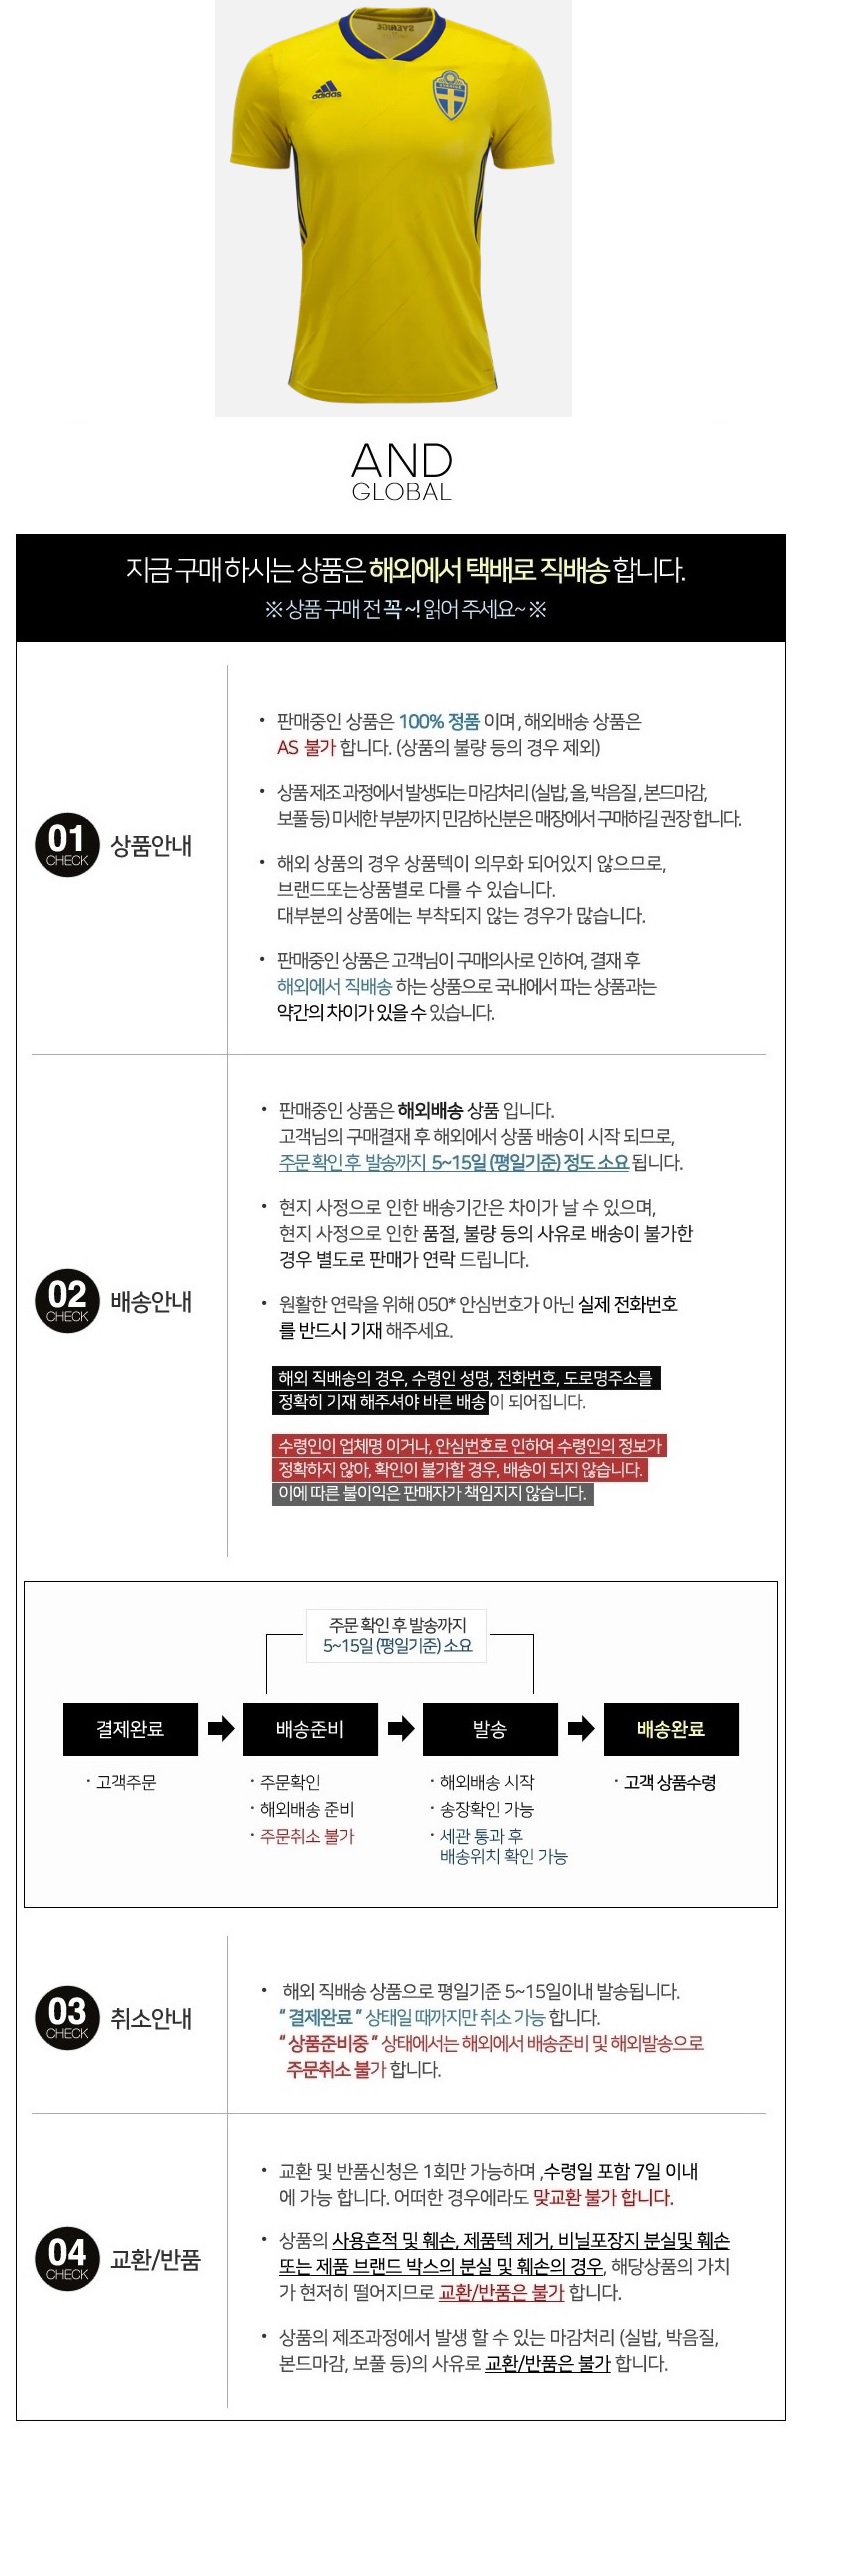 SVERIGE
adidas
AND
GLOBAL
지금 구매 하시는 상품은 해외에서 택배로 직배송 합니다.
※ 상품 구매 전 꼭 ~! 읽어 주세요~ ※
01
CHECK
상품안내
• 판매중인 상품은 100% 정품 이며 , 해외배송 상품은
AS 불가 합니다. (상품의 불량 등의 경우 제외)
• 상품 제조 과정에서 발생되는 마감처리 (실밥, 올, 박음질 , 본드마감,
보풀 등) 미세한 부분까지 민감하신분은 매장에서 구매하길 권장 합니다.
• 해외 상품의 경우 상품텍이 의무화 되어있지 않으므로,
브랜드또는상품별로 다를 수 있습니다.
대부분의 상품에는 부착되지 않는 경우가 많습니다.
• 판매중인 상품은 고객님이 구매의사로 인하여, 결재 후
해외에서 직배송 하는 상품으로 국내에서 파는 상품과는
약간의 차이가 있을 수 있습니다.
02
CHECK
배송안내
• 판매중인 상품은 해외배송 상품 입니다.
고객님의 구매결재 후 해외에서 상품 배송이 시작 되므로,
주문 확인 후 발송까지 5~15일 (평일기준) 정도 소요 됩니다.
• 현지 사정으로 인한 배송기간은 차이가 날 수 있으며,
현지 사정으로 인한 품절, 불량 등의 사유로 배송이 불가한
경우 별도로 판매가 연락 드립니다.
• 원활한 연락을 위해 050* 안심번호가 아닌 실제 전화번호
를 반드시 기재 해주세요.
해외 직배송의 경우, 수령인 성명, 전화번호, 도로명주소를
정확히 기재 해주셔야 바른 배송이 되어집니다.
수령인이 업체명 이거나, 안심번호로 인하여 수령인의 정보가
정확하지 않아, 확인이 불가할 경우, 배송이 되지 않습니다.
이에 따른 불이익은 판매자가 책임지지 않습니다.
주문 확인 후 발송까지
5~15일 (평일기준) 소요
결제완료
배송준비
발송
배송완료
· 고객주문
· 주문확인
· 해외배송 준비
· 주문취소 불가
· 해외배송 시작
· 송장확인 가능
· 세관 통과 후
배송위치 확인 가능
· 고객 상품수령
03
CHECK
취소안내
• 해외 직배송 상품으로 평일기준 5~15일이내 발송됩니다.
" 결제완료 " 상태일 때까지만 취소 가능 합니다.
" 상품준비중 " 상태에서는 해외에서 배송준비 및 해외발송으로
주문취소 불가 합니다.
04
CHECK
교환/반품
• 교환 및 반품신청은 1회만 가능하며 ,수령일 포함 7일 이내
에 가능 합니다. 어떠한 경우에라도 맞교환 불가 합니다.
• 상품의 사용흔적 및 훼손, 제품텍 제거, 비닐포장지 분실및 훼손
또는 제품 브랜드 박스의 분실 및 훼손의 경우, 해당상품의 가치
가 현저히 떨어지므로 교환/반품은 불가 합니다.
• 상품의 제조과정에서 발생 할 수 있는 마감처리 (실밥, 박음질,
본드마감, 보풀 등)의 사유로 교환/반품은 불가 합니다.